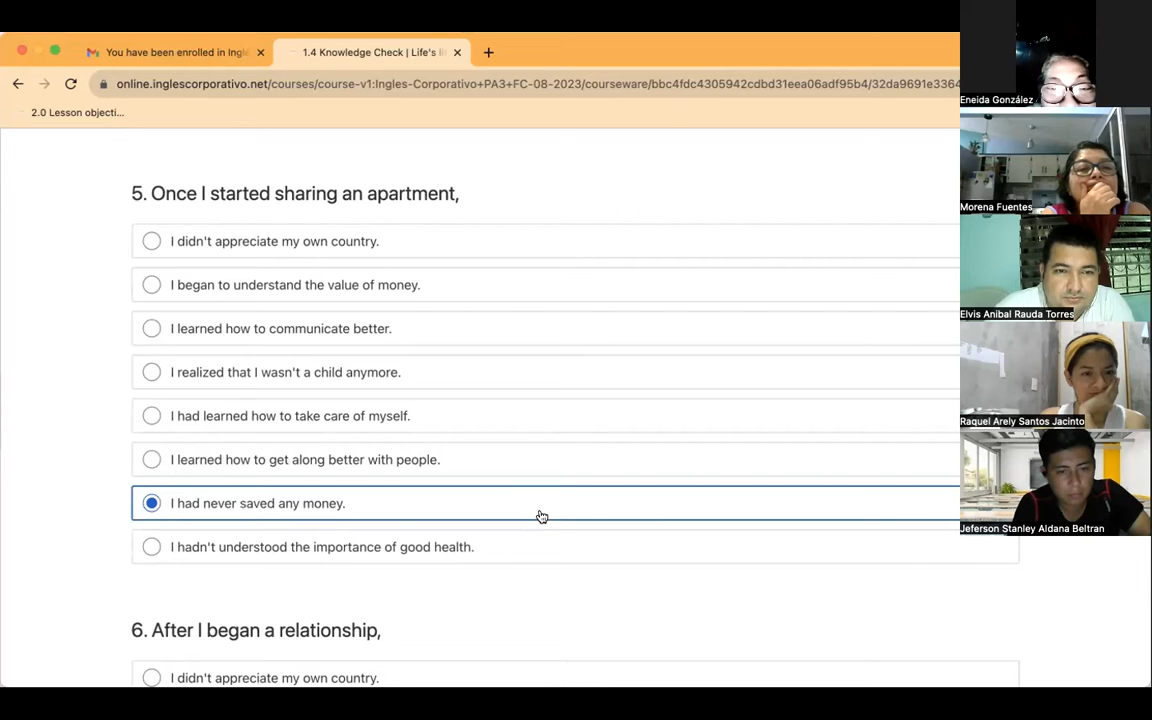 You have been enrolled in Ingl
1.4 Knowledge Check | Life's li
online.inglescorporativo.net/courses/course-v1:Ingles-Corporativo+PA3+FC-08-2023/courseware/bbc4fdc4305942cdbd31eea06adf95b4/32da9691e3364
2.0 Lesson objecti...
5. Once I started sharing an apartment,
I didn't appreciate my own country.
I began to understand the value of money.
I learned how to communicate better.
I realized that I wasn't a child anymore.
I had learned how to take care of myself.
I learned how to get along better with people.
I had never saved any money.
I hadn't understood the importance of good health.
6. After I began a relationship,
I didn't appreciate my own country.
Eneida González
Morena Fuentes
Elvis Anibal Rauda Torres
Raquel Arely Santos Jacinto
Jeferson Stanley Aldana Beltran